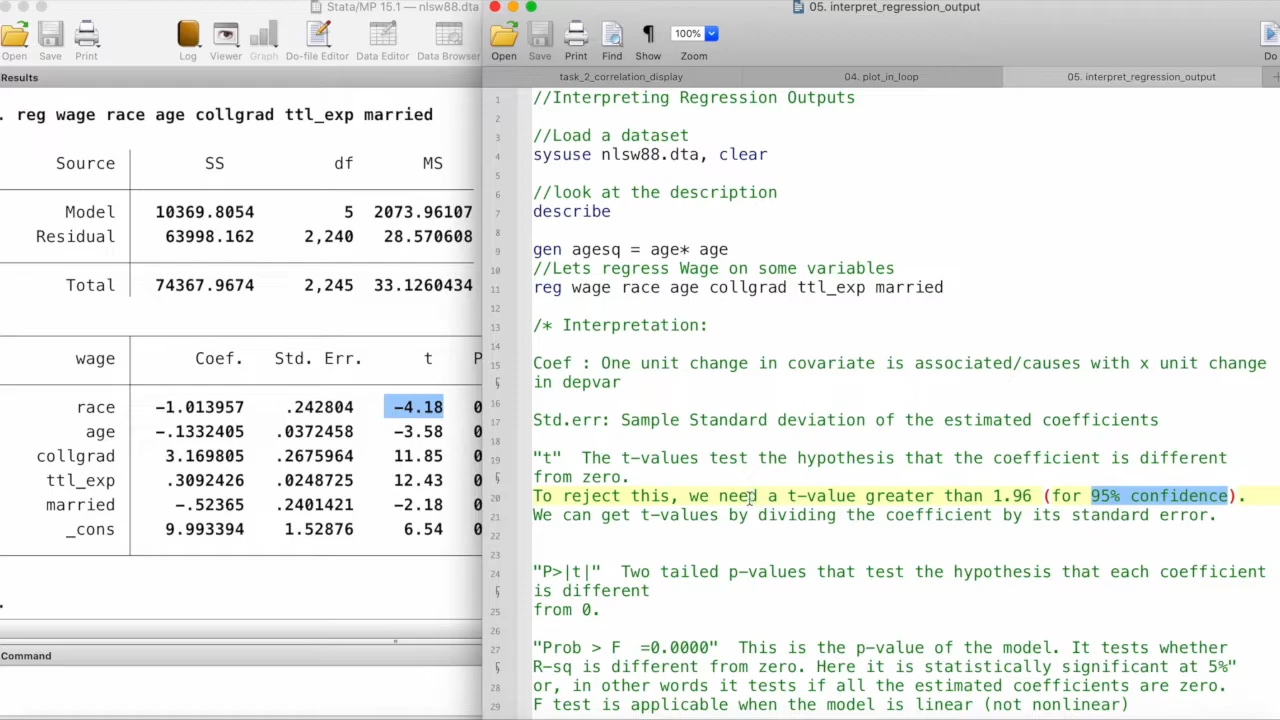 Stata/MP 15.1 — nlsw88.dta
Open Save Print Log Viewer Graph Do-file Editor Data Editor Data Browser
Results
. reg wage race age collgrad ttl_exp married
Source SS df MS
Model 10369.8054 5 2073.96107
Residual 63998.162 2,240 28.570608
Total 74367.9674 2,245 33.1260434
wage Coef. Std. Err. t P
race -1.013957 .242804 -4.18 0
age -.1332405 .0372458 -3.58 0
collgrad 3.169805 .2675964 11.85 0
ttl_exp .3092426 .0248705 12.43 0
married -.52365 .2401421 -2.18 0
_cons 9.993394 1.52876 6.54 0
.
Command
05. interpret_regression_output
100%
Open Save Print Find Show Zoom Do
task_2_correlation_display 04. plot_in_loop 05. interpret_regression_output
1 //Interpreting Regression Outputs
2
3 //Load a dataset
4 sysuse nlsw88.dta, clear
5
6 //look at the description
7 describe
8
9 gen agesq = age* age
10 //Lets regress Wage on some variables
11 reg wage race age collgrad ttl_exp married
12
13 /* Interpretation:
14
15 Coef : One unit change in covariate is associated/causes with x unit change
in depvar
16
17 Std.err: Sample Standard deviation of the estimated coefficients
18
19 "t" The t-values test the hypothesis that the coefficient is different
from zero.
20 To reject this, we need a t-value greater than 1.96 (for 95% confidence).
21 We can get t-values by dividing the coefficient by its standard error.
22
23
24 "P>|t|" Two tailed p-values that test the hypothesis that each coefficient
is different
25 from 0.
26
27 "Prob > F =0.0000" This is the p-value of the model. It tests whether
R-sq is different from zero. Here it is statistically significant at 5%"
28 or, in other words it tests if all the estimated coefficients are zero.
29 F test is applicable when the model is linear (not nonlinear)